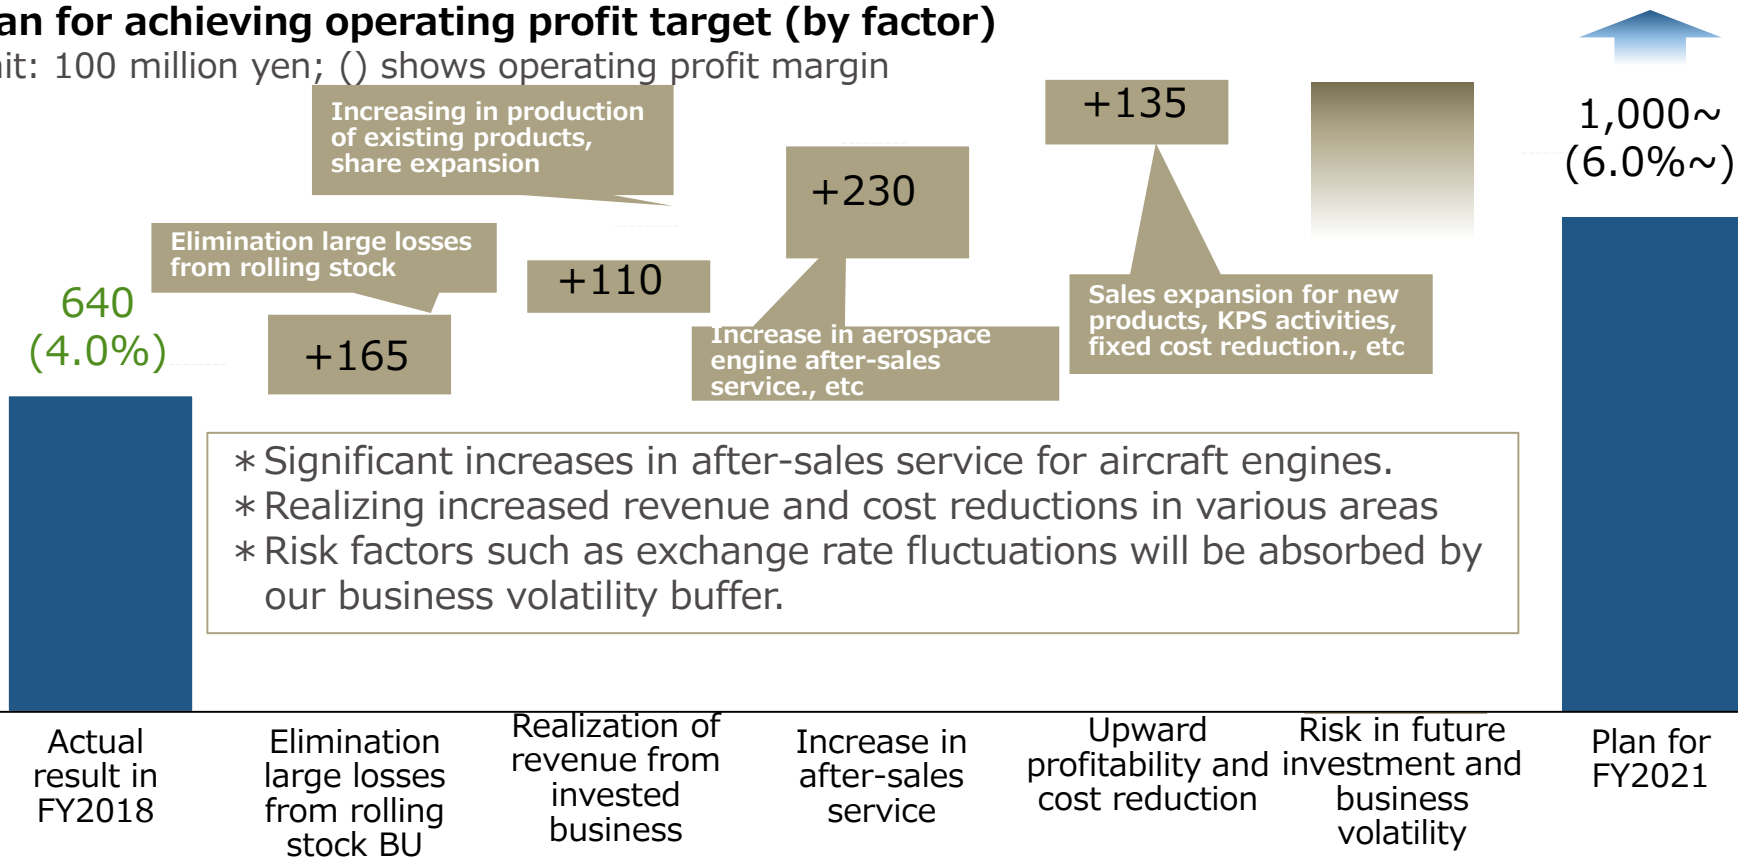 an for achieving operating profit target (by factor)
it: 100 million yen; () shows operating profit margin
Increasing in production
of existing products,
share expansion
+135
1,000~
(6.0%~)
+230
Elimination large losses
from rolling stock
+110
640
(4.0%)
+165
Increase in aerospace
engine after-sales
service., etc
Sales expansion for new
products, KPS activities,
fixed cost reduction., etc
＊Significant increases in after-sales service for aircraft engines.
＊Realizing increased revenue and cost reductions in various areas
＊Risk factors such as exchange rate fluctuations will be absorbed by
our business volatility buffer.
Actual
result in
FY2018
Elimination
large losses
from rolling
stock BU
Realization of
revenue from
invested
business
Increase in
after-sales
service
Upward
profitability and
cost reduction
Risk in future
investment and
business
volatility
Plan for
FY2021